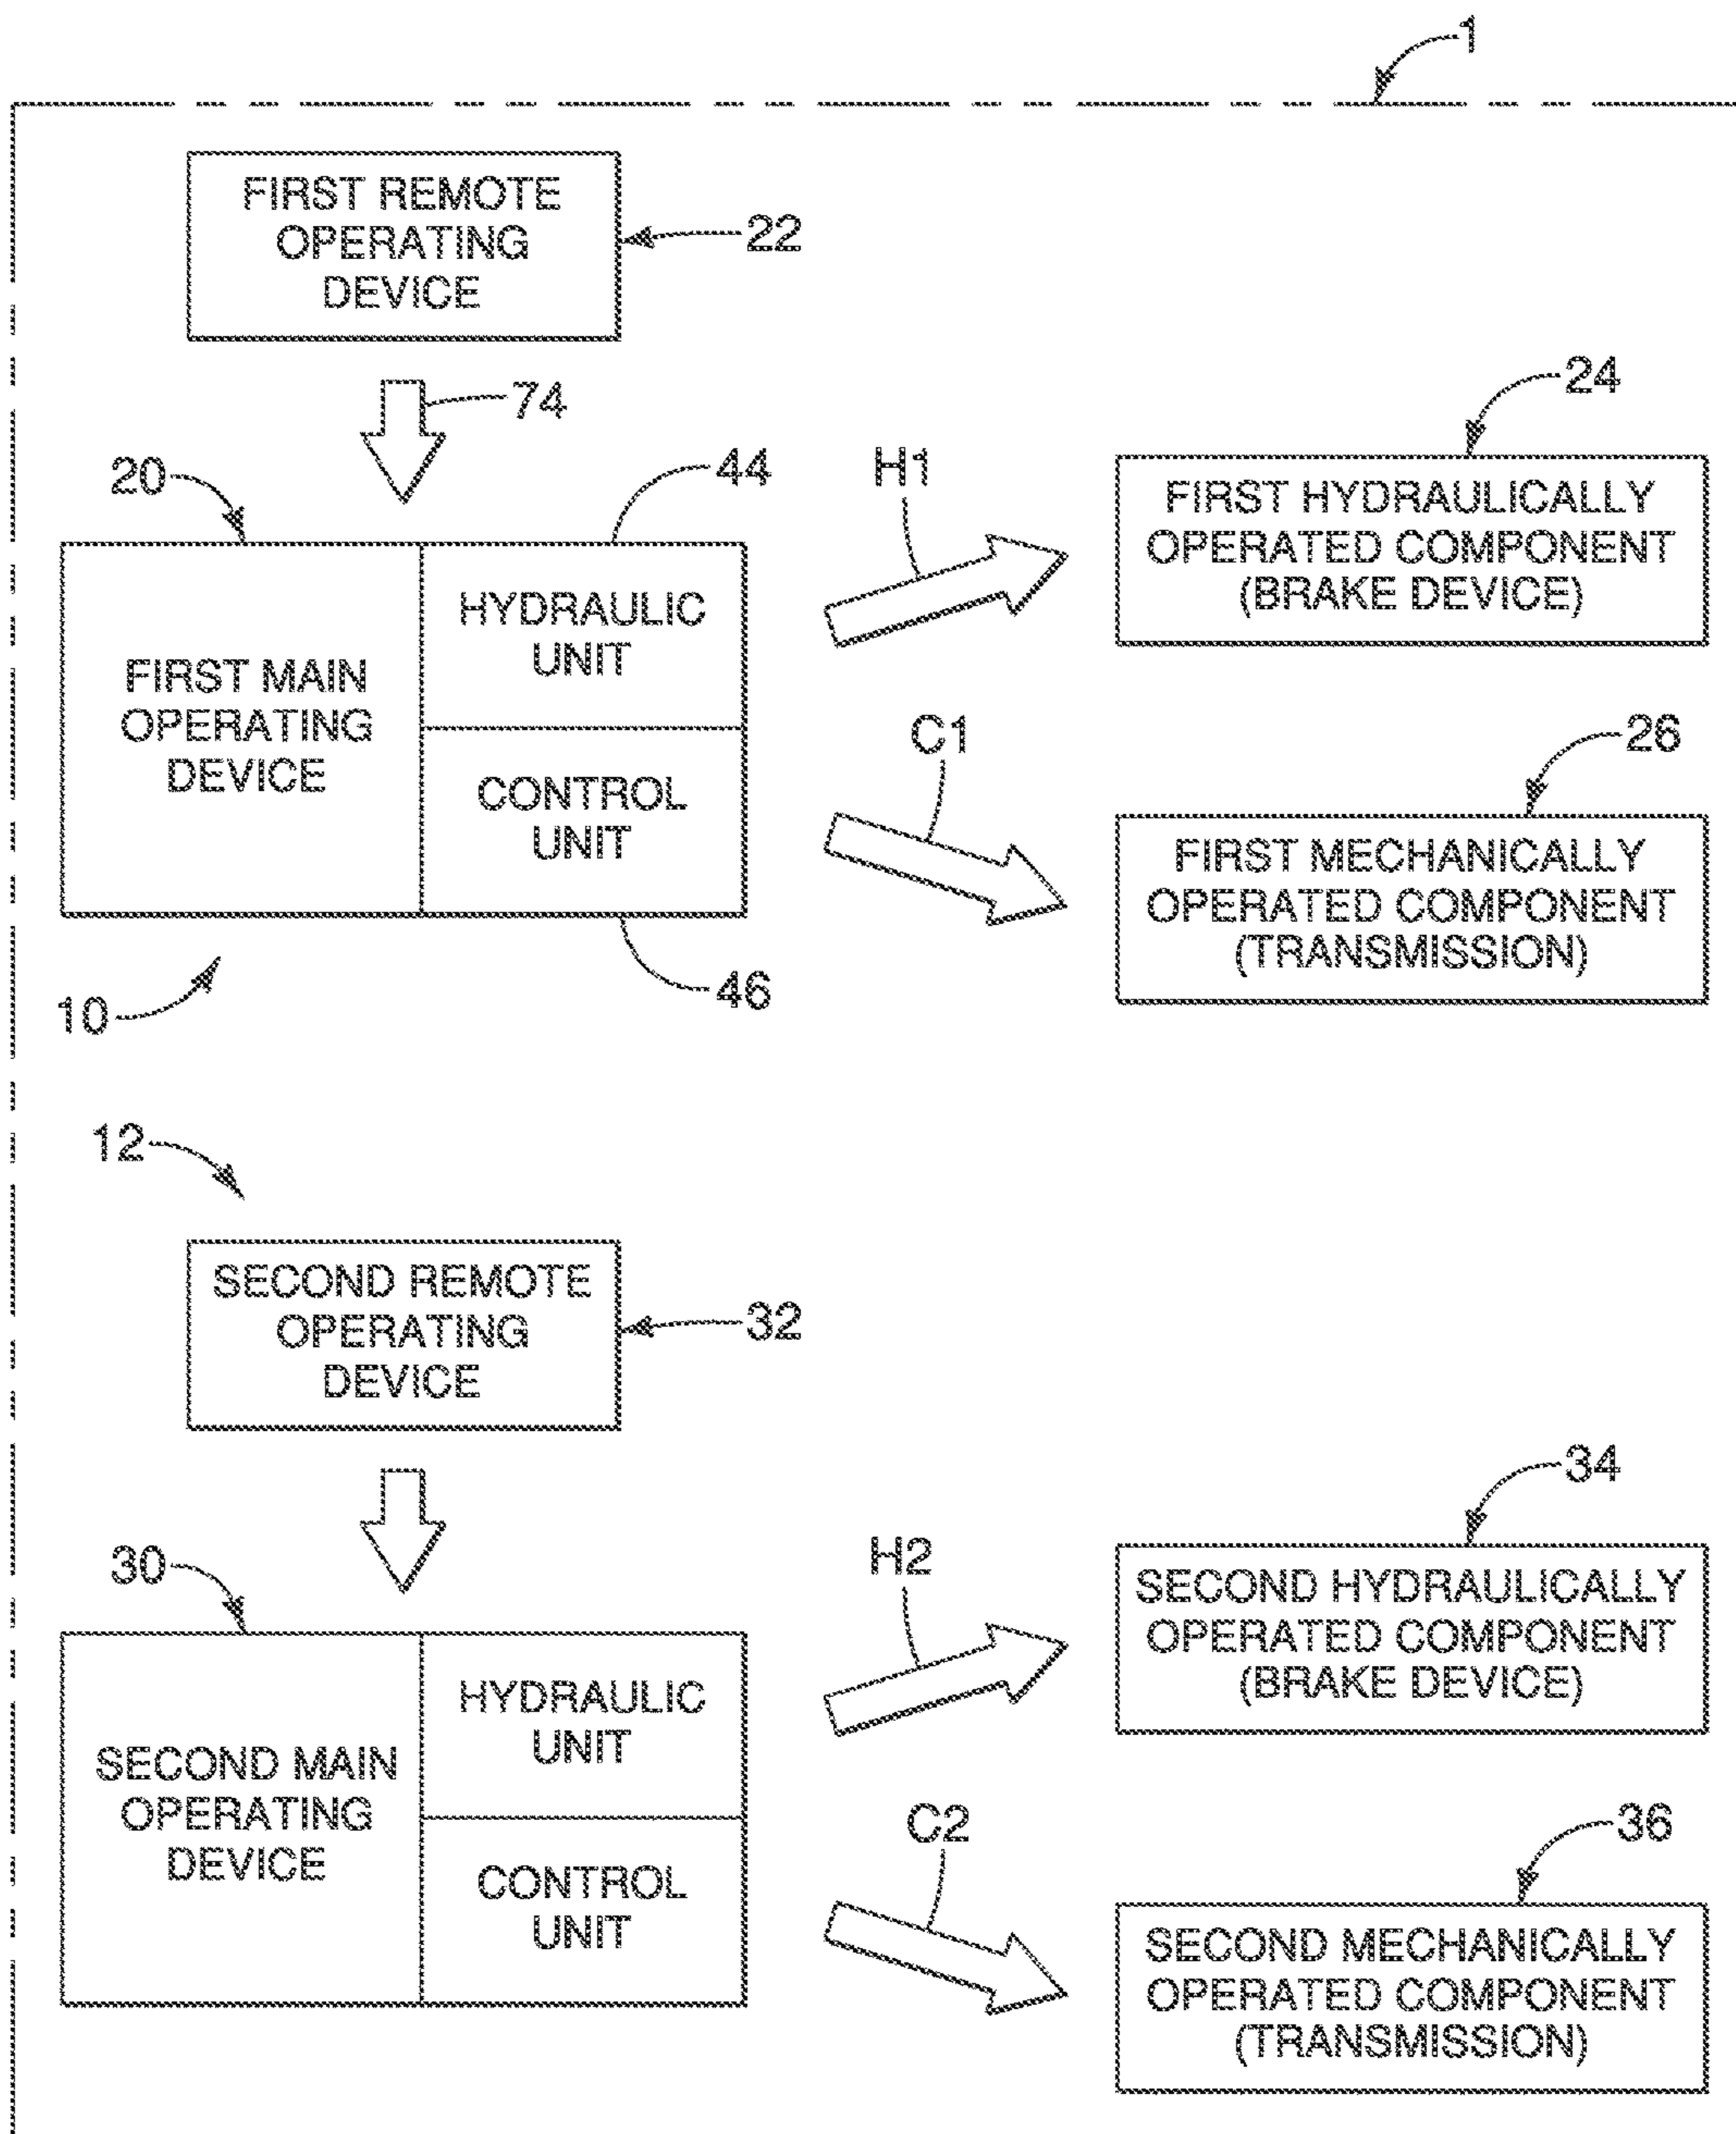 1
FIRST REMOTE
OPERATING
DEVICE
22
74
24
20
44
H1
FIRST HYDRAULICALLY
OPERATED COMPONENT
(BRAKE DEVICE)
HYDRAULIC
UNIT
FIRST MAIN
OPERATING
DEVICE
C1
26
CONTROL
UNIT
FIRST MECHANICALLY
OPERATED COMPONENT
(TRANSMISSION)
10
46
12
SECOND REMOTE
OPERATING
DEVICE
32
34
30
H2
SECOND HYDRAULICALLY
OPERATED COMPONENT
(BRAKE DEVICE)
HYDRAULIC
UNIT
SECOND MAIN
OPERATING
DEVICE
C2
36
CONTROL
UNIT
SECOND MECHANICALLY
OPERATED COMPONENT
(TRANSMISSION)